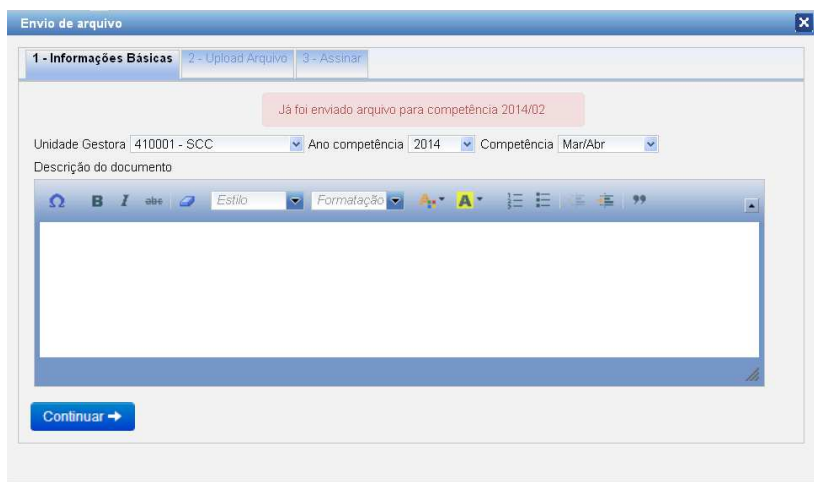 Envio de arquivo
1 - Informações Básicas 2 - Upload Arquivo 3 - Assinar
Já foi enviado arquivo para competência 2014/02
Unidade Gestora 410001 - SCC Ano competência 2014 Competência Mar/Abr
Descrição do documento
Ω B I abc Estilo Formatação A A
Continuar